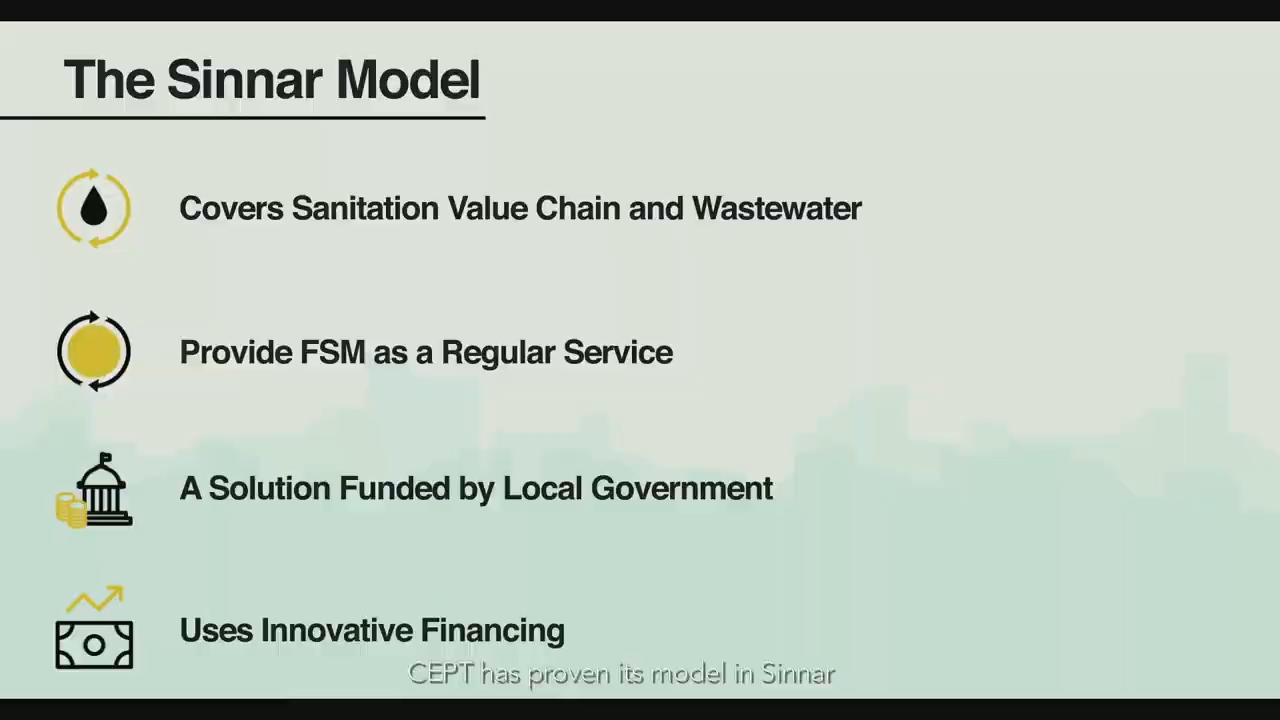 The Sinnar Model
Covers Sanitation Value Chain and Wastewater
Provide FSM as a Regular Service
A Solution Funded by Local Government
Uses Innovative Financing
CEPT has proven its model in Sinnar